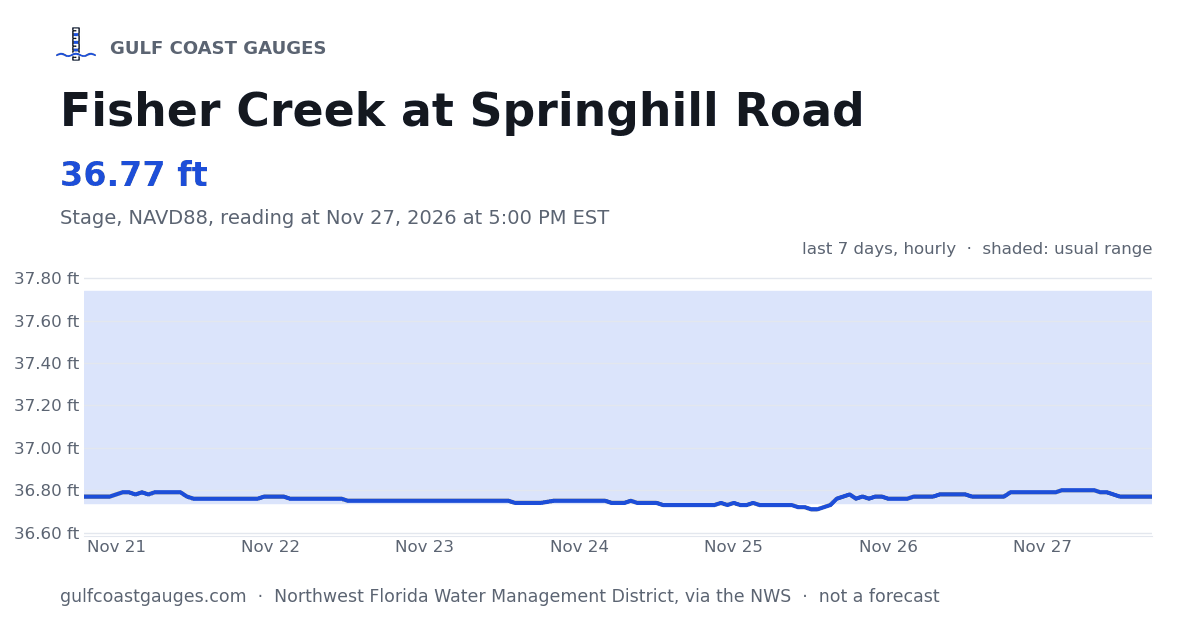 GULF COAST GAUGES
Fisher Creek at Springhill Road
36.77 ft
Stage, NAVD88, reading at Nov 27, 2026 at 5:00 PM EST
last 7 days, hourly · shaded: usual range
37.80 ft
37.60 ft
37.40 ft
37.20 ft
37.00 ft
36.80 ft
36.60 ft
Nov 21 Nov 22 Nov 23 Nov 24 Nov 25 Nov 26 Nov 27
gulfcoastgauges.com · Northwest Florida Water Management District, via the NWS · not a forecast